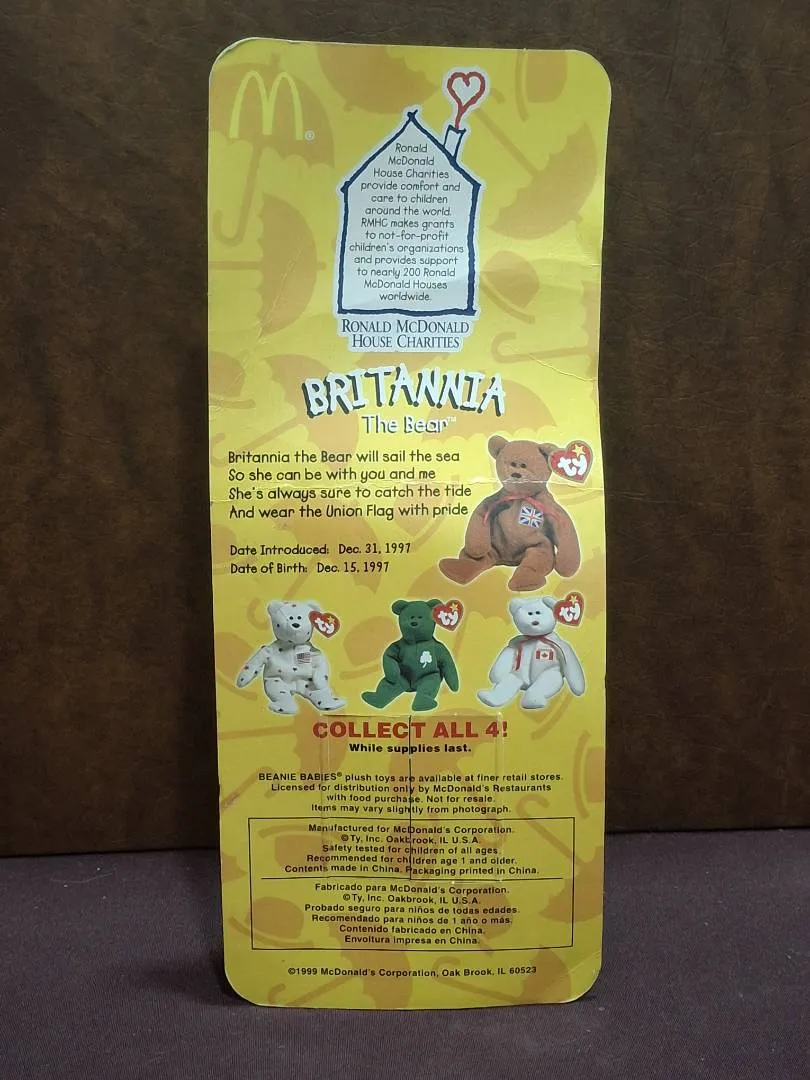 Ronald
McDonald
House Charities
provide comfort and
care to children
around the world.
RMHC makes grants
to not-for-profit
children's organizations
and provides support
to nearly 200 Ronald
McDonald Houses
worldwide.
RONALD MCDONALD
HOUSE CHARITIES
BRITANNIA
The Bear™
Britannia the Bear will sail the sea
So she can be with you and me
She's always sure to catch the tide
And wear the Union Flag with pride
ty
Date Introduced: Dec. 31, 1997
Date of Birth: Dec. 15, 1997
ty
ty
ty
COLLECT ALL 4!
While supplies last.
BEANIE BABIES® plush toys are available at finer retail stores.
Licensed for distribution only by McDonald's Restaurants
with food purchase. Not for resale.
Items may vary slightly from photograph.
Manufactured for McDonald's Corporation.
©Ty, Inc. Oakbrook, IL U.S.A.
Safety tested for children of all ages.
Recommended for children age 1 and older.
Contents made in China. Packaging printed in China.
Fabricado para McDonald's Corporation.
©Ty, Inc. Oakbrook, IL U.S.A.
Probado seguro para niños de todas edades.
Recomendado para niños de 1 año o más.
Contenido fabricado en China.
Envoltura impresa en China.
©1999 McDonald's Corporation, Oak Brook, IL 60523